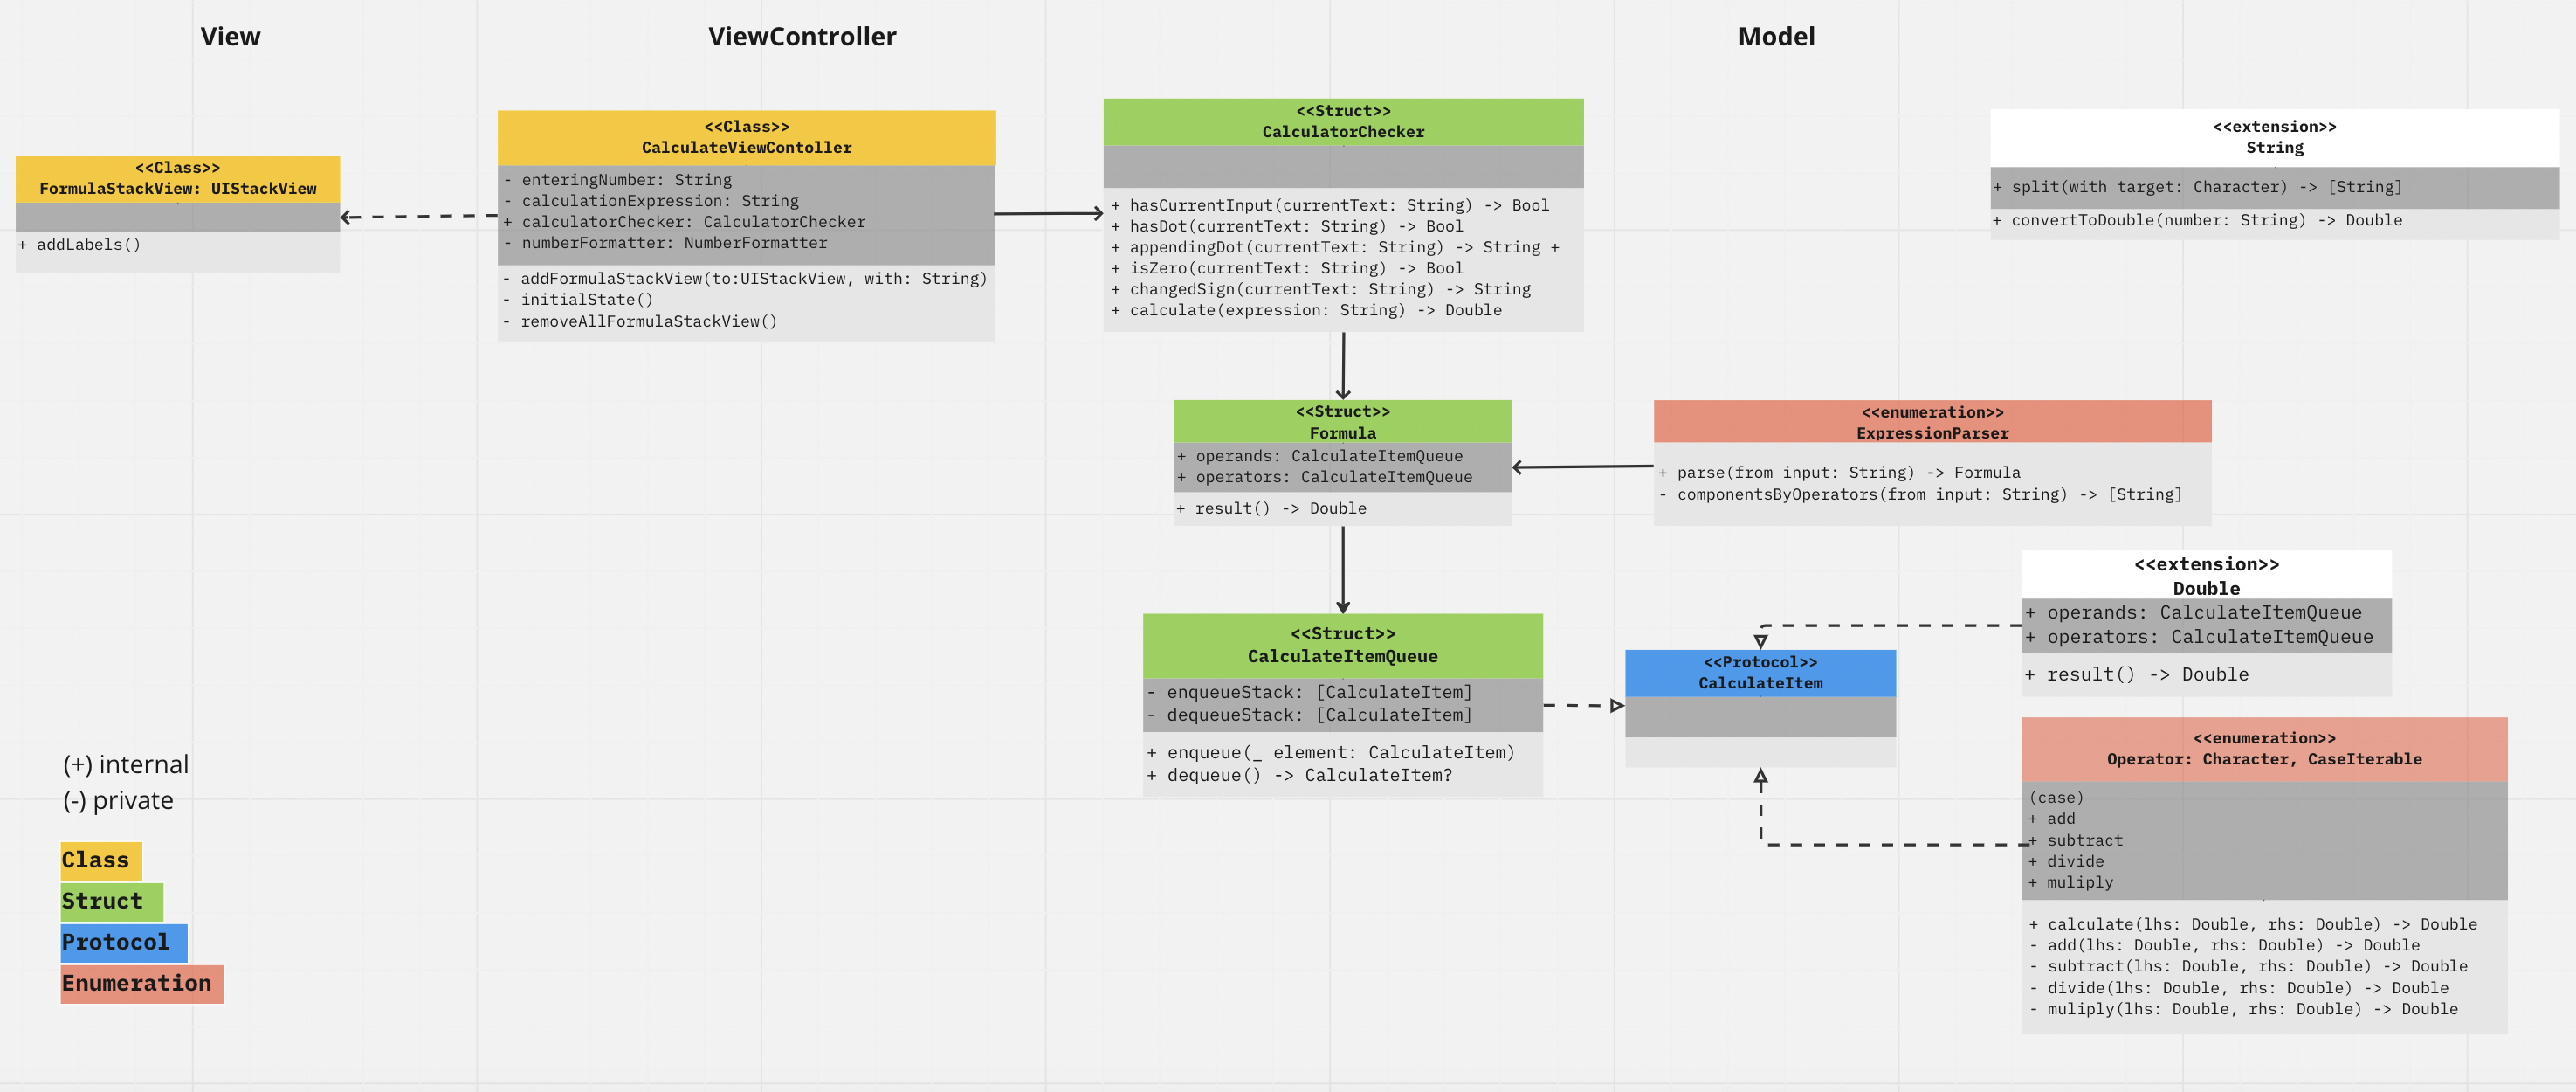 View
ViewController
Model
<<Class>>
FormulaStackView: UIStackView
+ addLabels()
<<Class>>
CalculateViewContoller
- enteringNumber: String
- calculationExpression: String
+ calculatorChecker: CalculatorChecker
- numberFormatter: NumberFormatter
- addFormulaStackView(to:UIStackView, with: String)
- initialState()
- removeAllFormulaStackView()
<<Struct>>
CalculatorChecker
+ hasCurrentInput(currentText: String) -> Bool
+ hasDot(currentText: String) -> Bool
+ appendingDot(currentText: String) -> String +
+ isZero(currentText: String) -> Bool
+ changedSign(currentText: String) -> String
+ calculate(expression: String) -> Double
<<extension>>
String
+ split(with target: Character) -> [String]
+ convertToDouble(number: String) -> Double
<<Struct>>
Formula
+ operands: CalculateItemQueue
+ operators: CalculateItemQueue
+ result() -> Double
<<enumeration>>
ExpressionParser
+ parse(from input: String) -> Formula
- componentsByOperators(from input: String) -> [String]
<<Struct>>
CalculateItemQueue
- enqueueStack: [CalculateItem]
- dequeueStack: [CalculateItem]
+ enqueue(_ element: CalculateItem)
+ dequeue() -> CalculateItem?
<<Protocol>>
CalculateItem
<<extension>>
Double
+ operands: CalculateItemQueue
+ operators: CalculateItemQueue
+ result() -> Double
<<enumeration>>
Operator: Character, CaseIterable
(case)
+ add
+ subtract
+ divide
+ muliply
+ calculate(lhs: Double, rhs: Double) -> Double
- add(lhs: Double, rhs: Double) -> Double
- subtract(lhs: Double, rhs: Double) -> Double
- divide(lhs: Double, rhs: Double) -> Double
- muliply(lhs: Double, rhs: Double) -> Double
(+) internal
(-) private
Class
Struct
Protocol
Enumeration